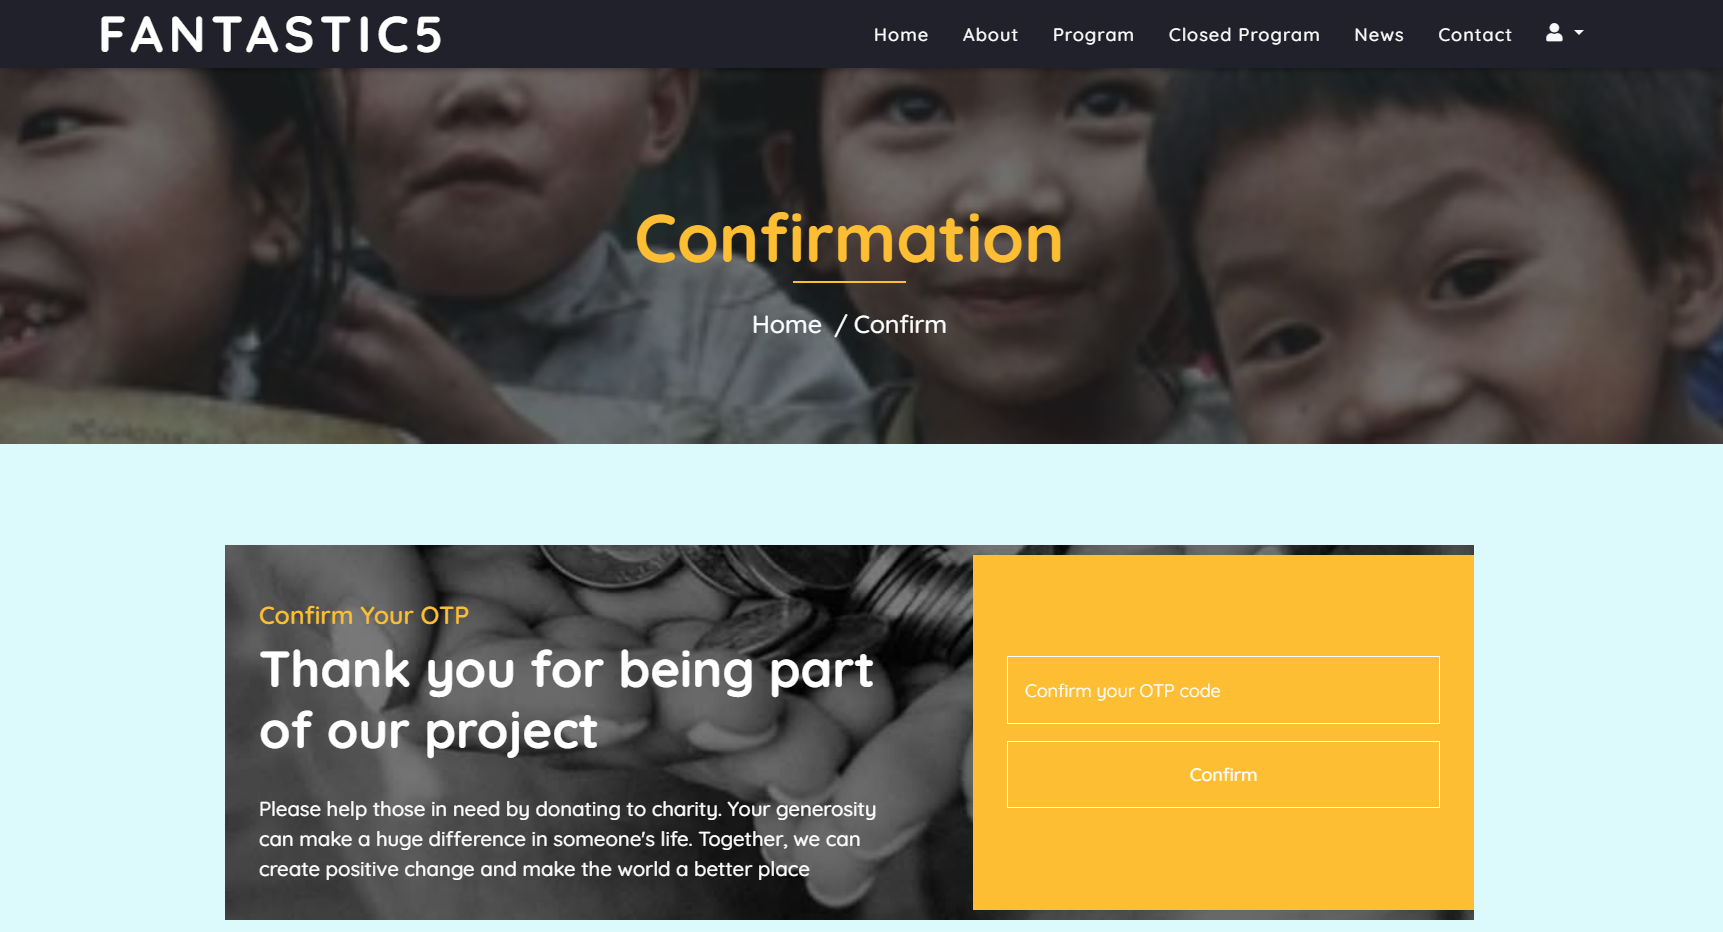 FANTASTIC5
Home About Program Closed Program News Contact
Confirmation
Home / Confirm
Confirm Your OTP
Thank you for being part
of our project
Please help those in need by donating to charity. Your generosity
can make a huge difference in someone's life. Together, we can
create positive change and make the world a better place
Confirm your OTP code
Confirm